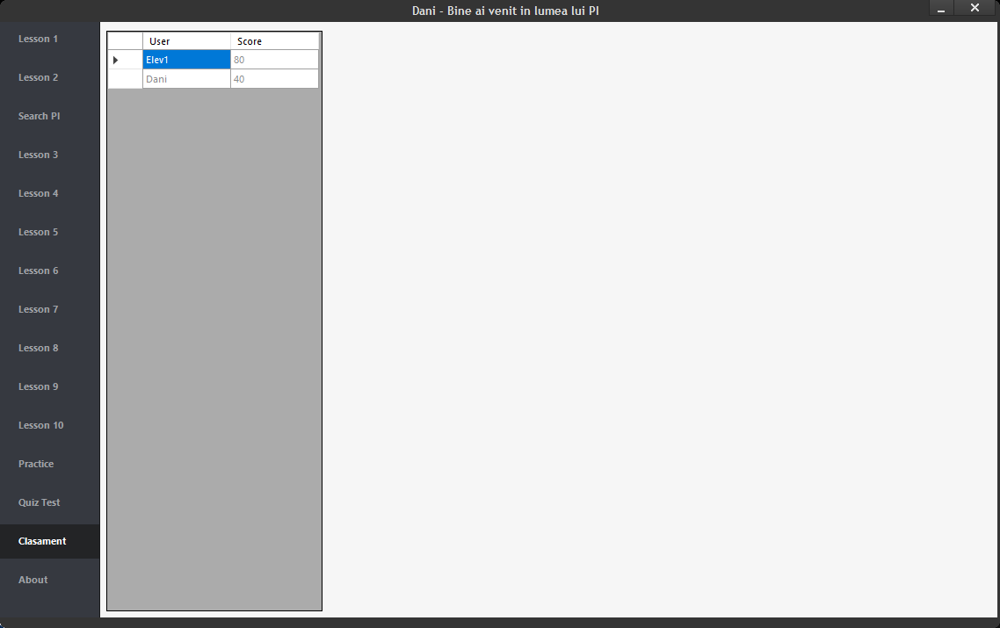 Dani - Bine ai venit in lumea lui PI
Lesson 1
Lesson 2
Search PI
Lesson 3
Lesson 4
Lesson 5
Lesson 6
Lesson 7
Lesson 8
Lesson 9
Lesson 10
Practice
Quiz Test
Clasament
About
User Score
Elev1 80
Dani 40